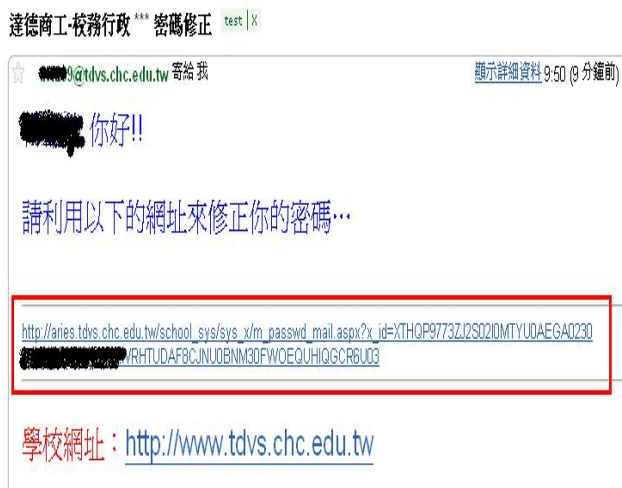 達德商工-校務行政 *** 密碼修正 test X
9@tdvs.chc.edu.tw 寄給 我 顯示詳細資料 9:50 (9 分鐘前)
你好!!
請利用以下的網址來修正你的密碼…
http://aries.tdvs.chc.edu.tw/school_sys/sys_x/m_passwd_mail.aspx?x_id=XTHQP9773ZJ2S02I0MTYU0AEGA0230
VRHTUDAF8CJNU0BNM30FWOEQUHIQGCR6U03
學校網址：http://www.tdvs.chc.edu.tw